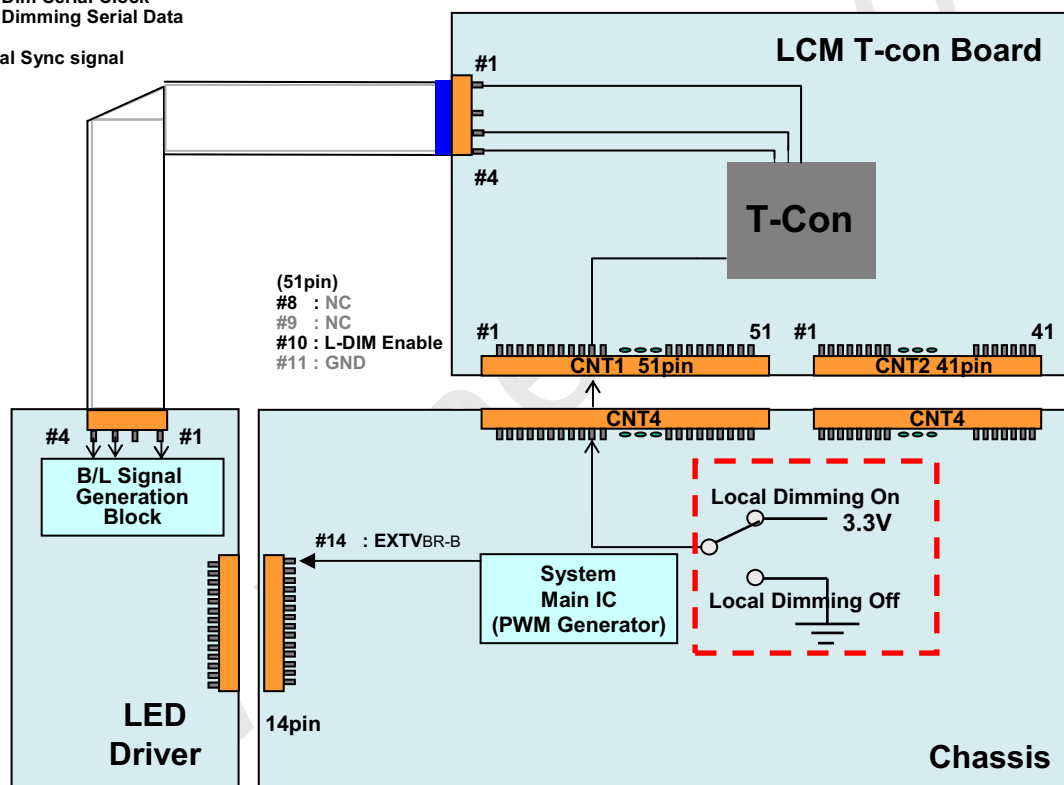 Dimming Serial Data
al Sync signal
LCM T-con Board
#1
#4
T-Con
(51pin)
#8 : NC
#9 : NC
#10 : L-DIM Enable
#11 : GND
#1
51
#1
41
CNT1 51pin
CNT2 41pin
CNT4
CNT4
#4
#1
B/L Signal
Generation
Block
Local Dimming On
3.3V
#14 : EXTVBR-B
System
Main IC
(PWM Generator)
Local Dimming Off
LED
Driver
14pin
Chassis